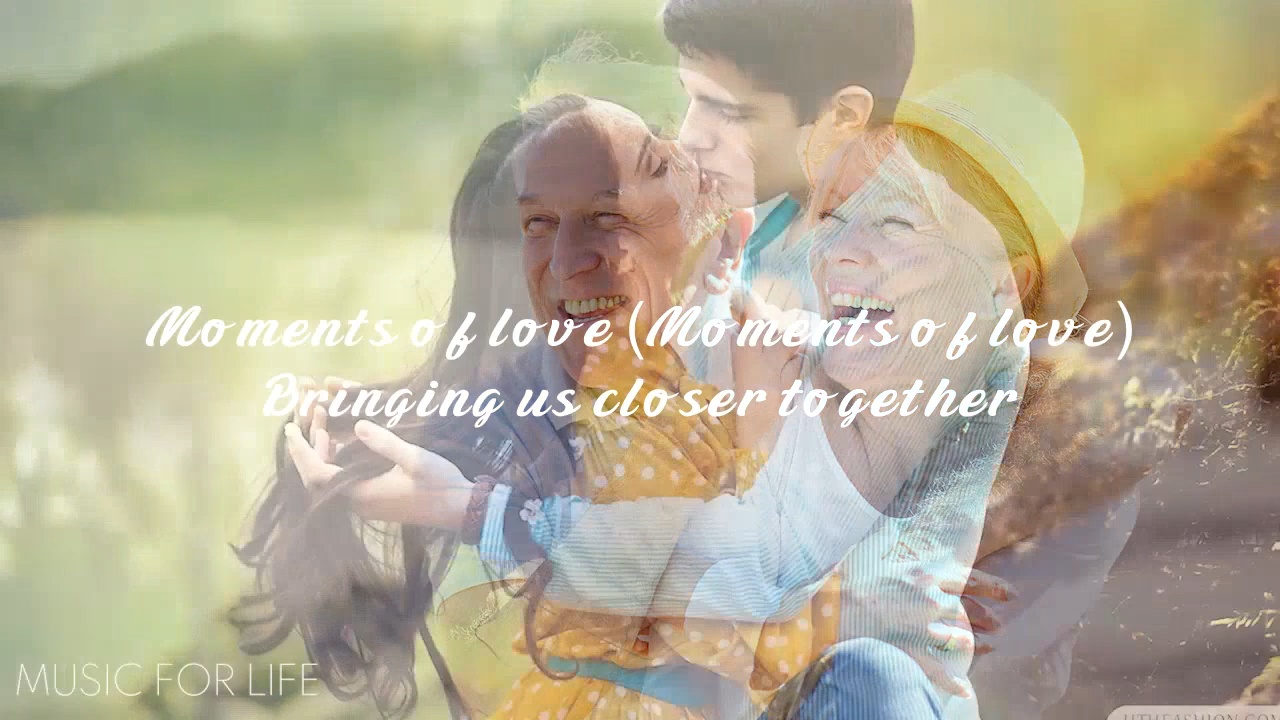 Moments of love (Moments of love)
Bringing us closer together
MUSIC FOR LIFE